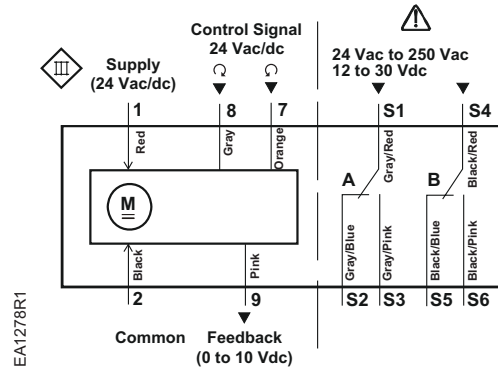 III
Supply
(24 Vac/dc)
Control Signal
24 Vac/dc
24 Vac to 250 Vac
12 to 30 Vdc
1
8
7
S1
S4
Red
Gray
Orange
Gray/Red
Black/Red
A
B
M
Black
Pink
Gray/Blue
Gray/Pink
Black/Blue
Black/Pink
2
9
S2
S3
S5
S6
Common
Feedback
(0 to 10 Vdc)
EA1278R1